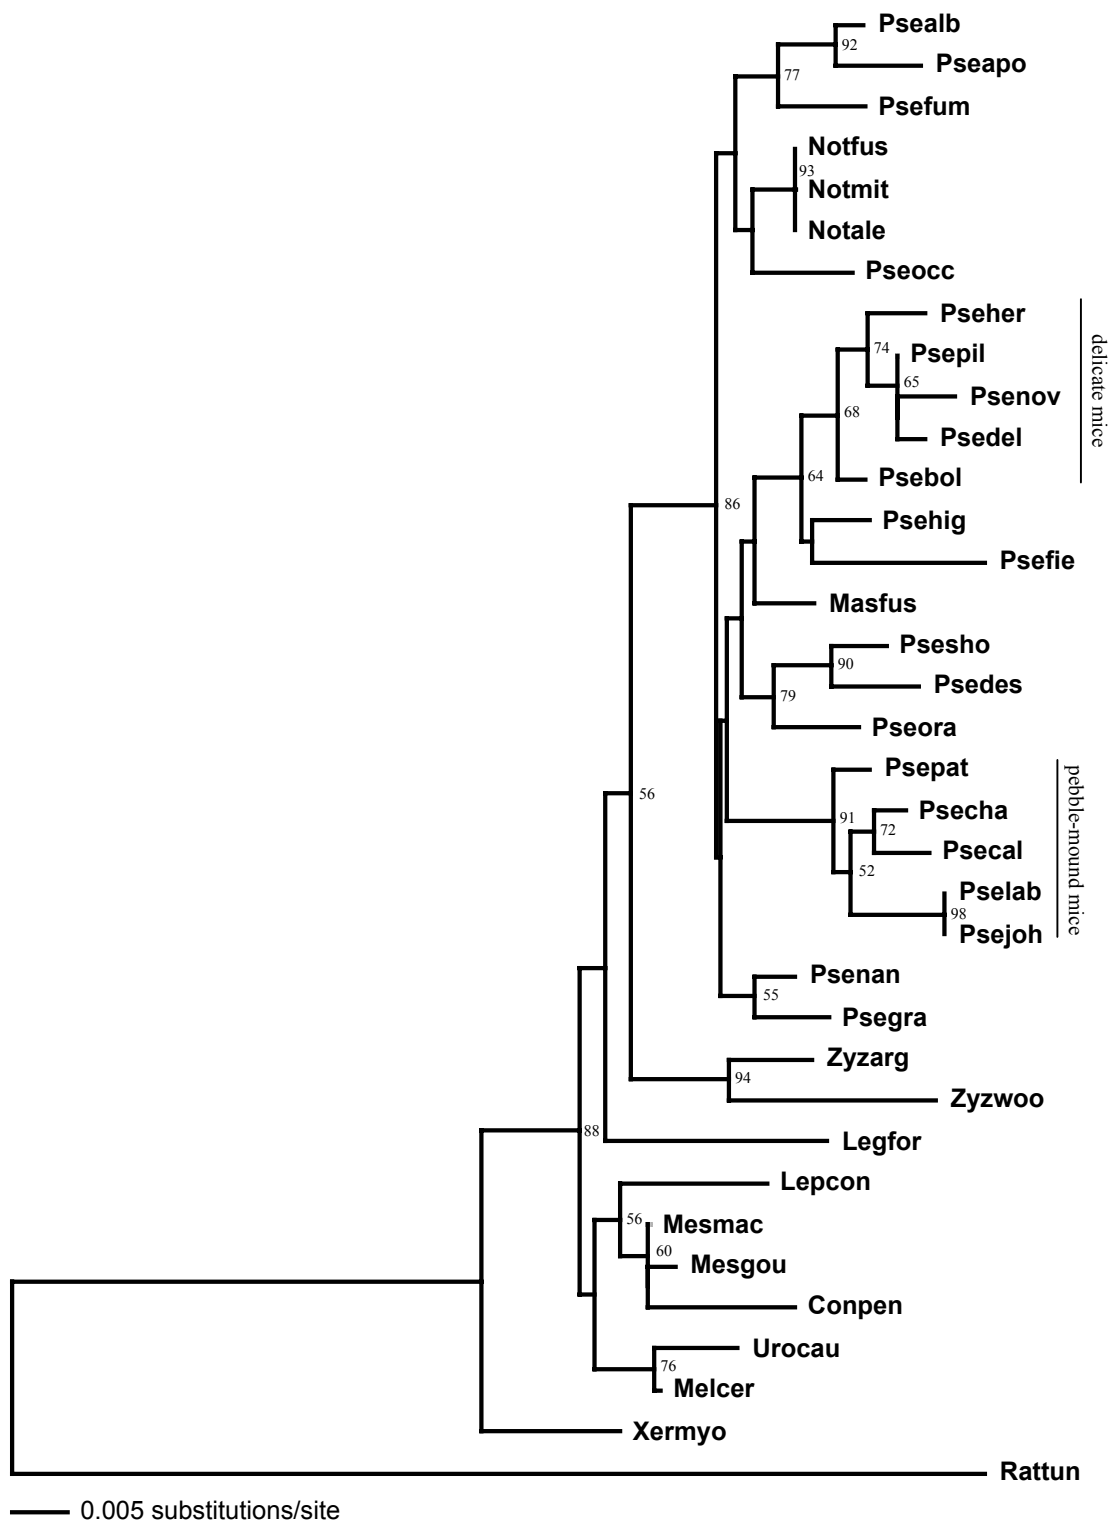 Psealb
92
Pseapo
77
Psefum
Notfus
93
Notmit
Notale
Pseocc
Pseher
74
Psepil
65
Psenov
68
Psedel
Psebol
delicate mice
64
86
Psehig
Psefie
Masfus
Psesho
90
Psedes
79
Pseora
Psepat
56
Psecha
91
72
Psecal
52
Pselab
98
Psejoh
pebble-mound mice
Psenan
55
Psegra
Zyzarg
94
Zyzwoo
88
Legfor
Lepcon
56
Mesmac
60
Mesgou
Conpen
Urocau
76
Melcer
Xermyo
Rattun
0.005 substitutions/site